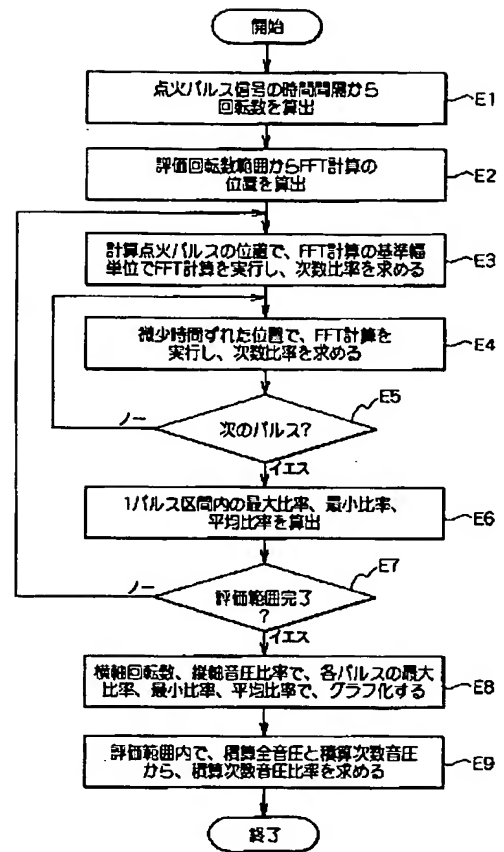 開始
点火パルス信号の時間間隔から
回転数を算出
E1
評価回転数範囲からFFT計算の
位置を算出
E2
計算点火パルスの位置で、FFT計算の基準幅
単位でFFT計算を実行し、次数比率を求める
E3
微少時間ずれた位置で、FFT計算を
実行し、次数比率を求める
E4
E5
ノー
次のパルス?
イエス
1パルス区間内の最大比率、最小比率、
平均比率を算出
E6
E7
ノー
評価範囲完了
?
イエス
横軸回転数、縦軸音圧比率で、各パルスの最大
比率、最小比率、平均比率で、グラフ化する
E8
評価範囲内で、積算全音圧と積算次数音圧
から、積算次数音圧比率を求める
E9
終了